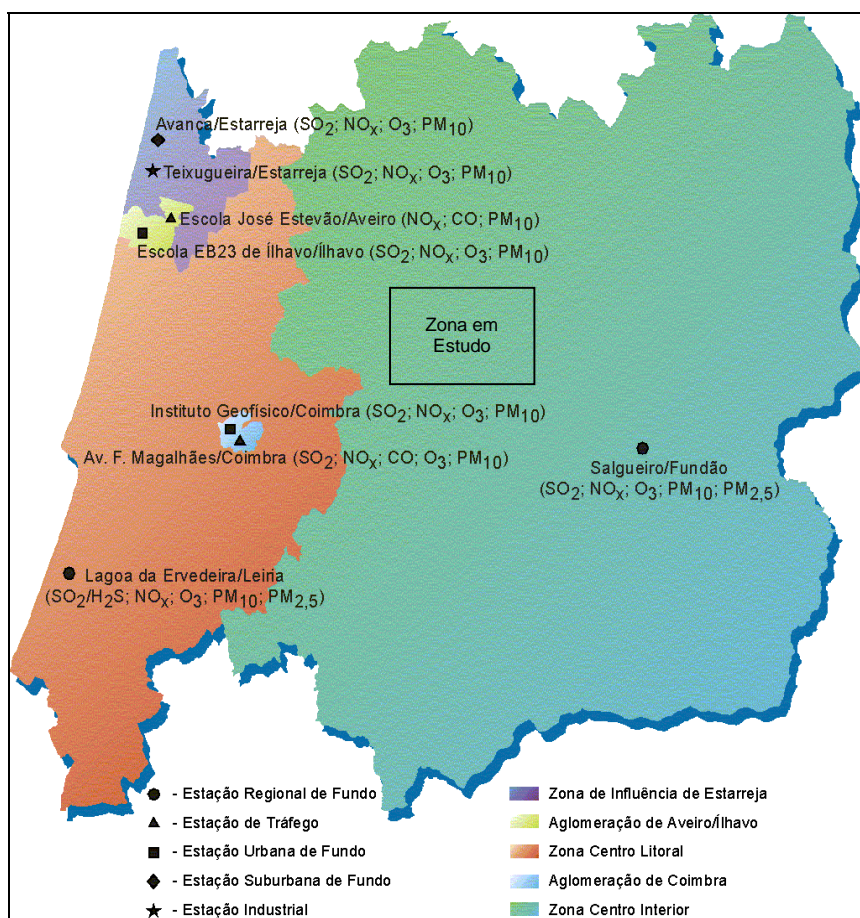 Avanca/Estarreja (SO2; NOx; O3; PM10)
Teixugueira/Estarreja (SO2; NOx; O3; PM10)
Escola José Estevão/Aveiro (NOx; CO; PM10)
Escola EB23 de Ílhavo/Ílhavo (SO2; NOx; O3; PM10)
Zona em
Estudo
Instituto Geofísico/Coimbra (SO2; NOx; O3; PM10)
Av. F. Magalhães/Coimbra (SO2; NOx; CO; O3; PM10)
Salgueiro/Fundão
(SO2; NOx; O3; PM10; PM2,5)
Lagoa da Ervedeira/Leiria
(SO2/H2S; NOx; O3; PM10; PM2,5)
- Estação Regional de Fundo
- Estação de Tráfego
- Estação Urbana de Fundo
- Estação Suburbana de Fundo
- Estação Industrial
Zona de Influência de Estarreja
Aglomeração de Aveiro/Ílhavo
Zona Centro Litoral
Aglomeração de Coimbra
Zona Centro Interior